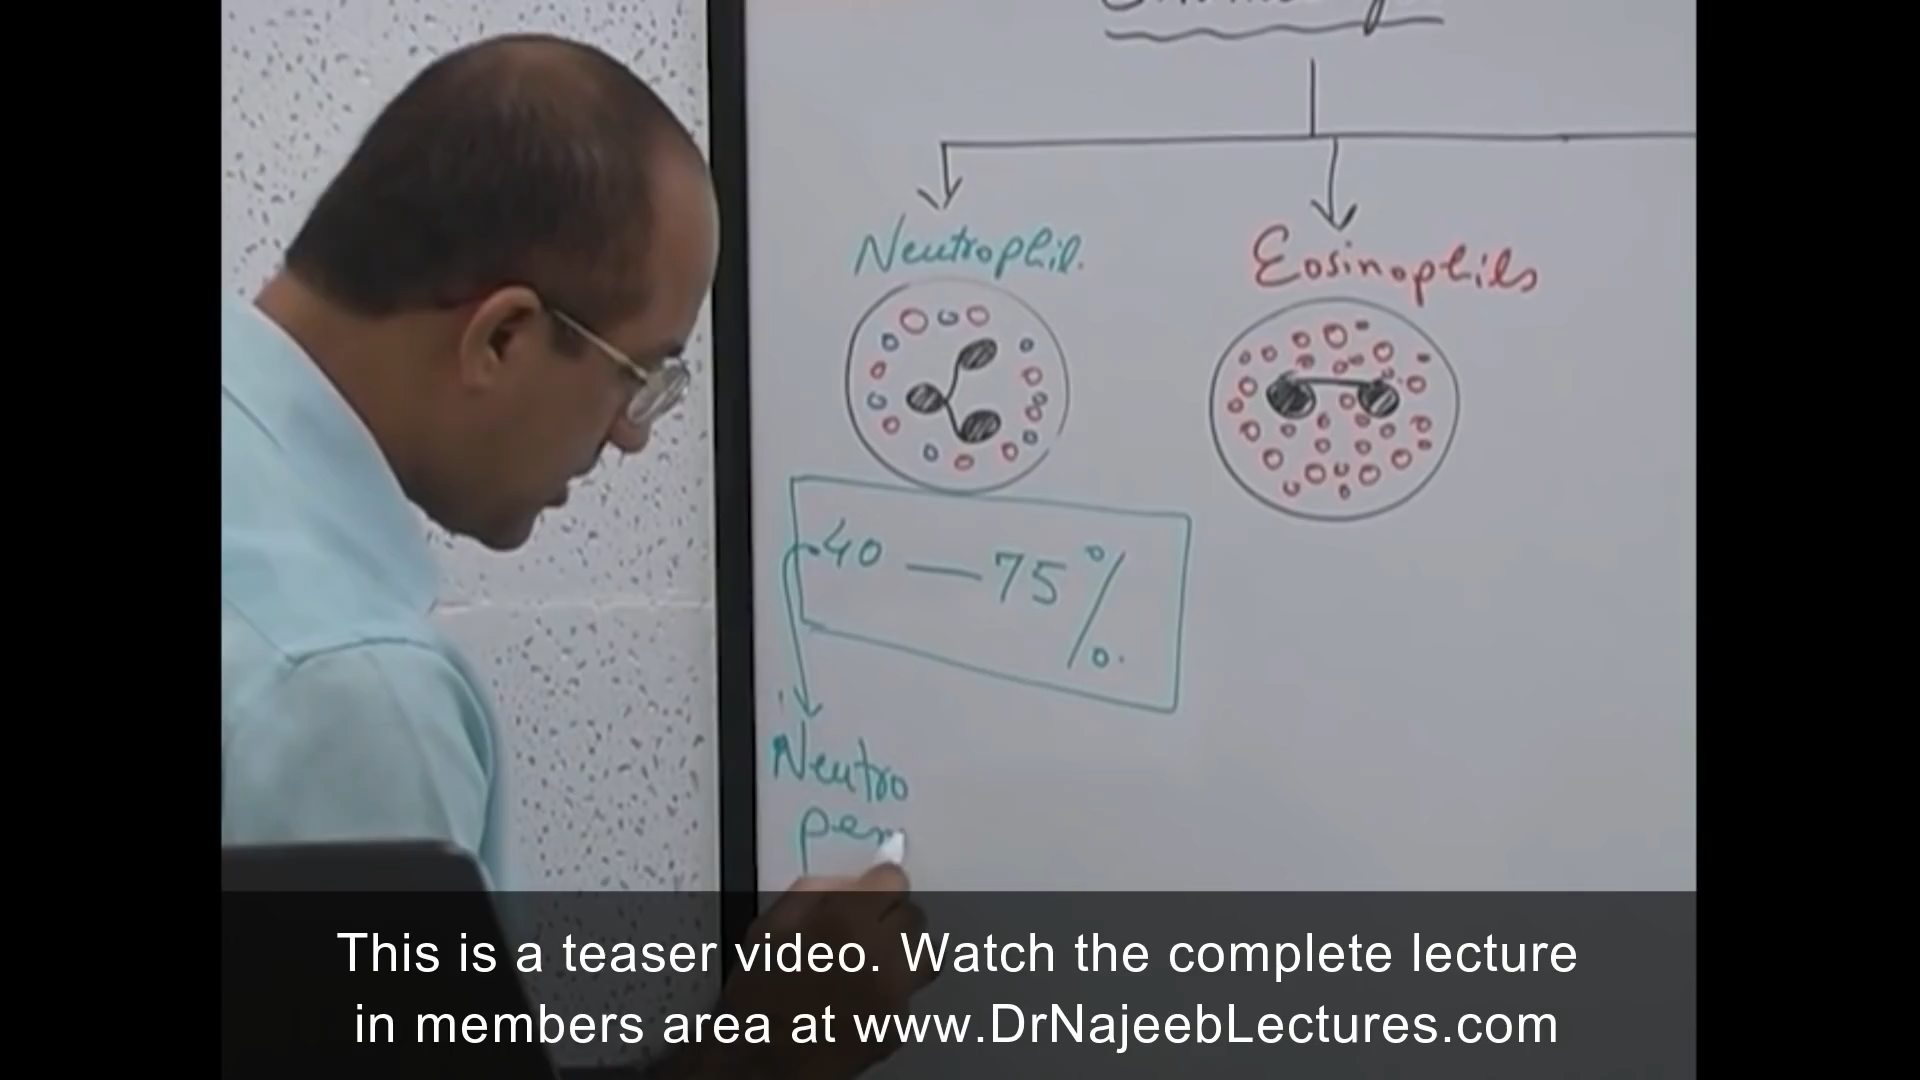 Neutrophil.
Eosinophils
40 — 75 %
Neutro
pen
This is a teaser video. Watch the complete lecture
in members area at www.DrNajeebLectures.com